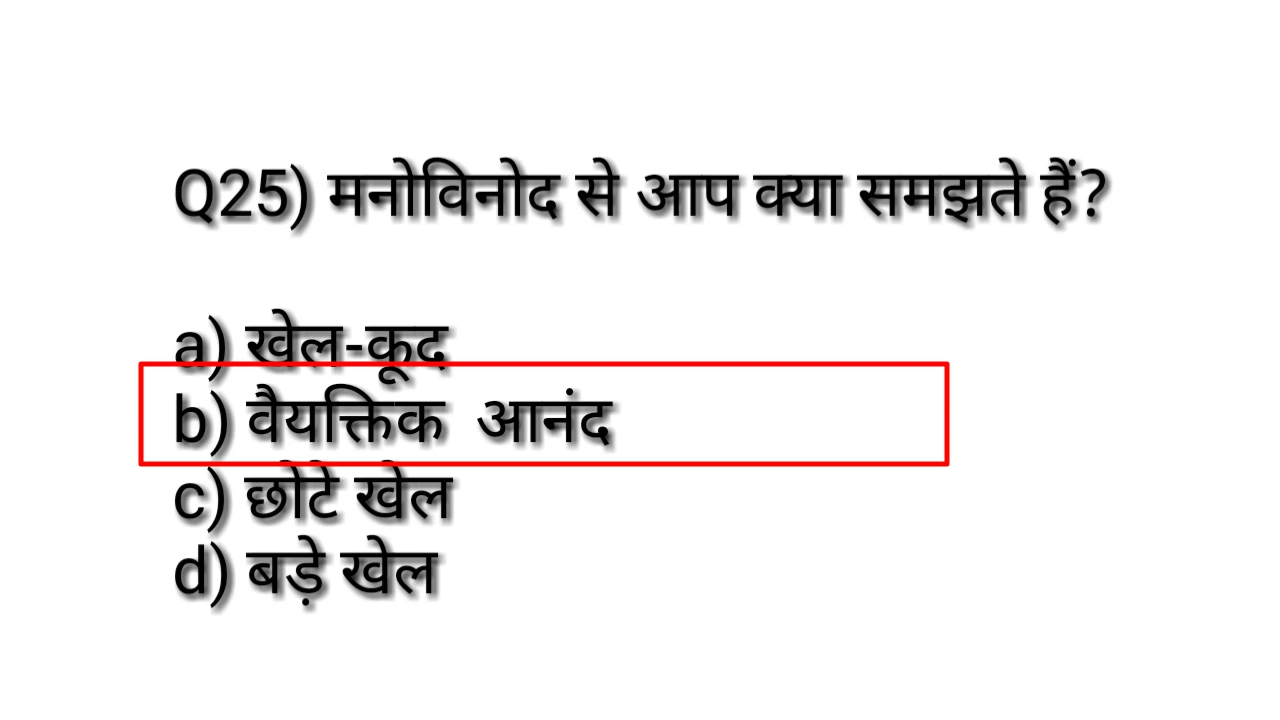 Q25) मनोविनोद से आप क्या समझते हैं?
a) खेल-कूद
b) वैयक्तिक आनंद
c) छोटे खेल
d) बड़े खेल